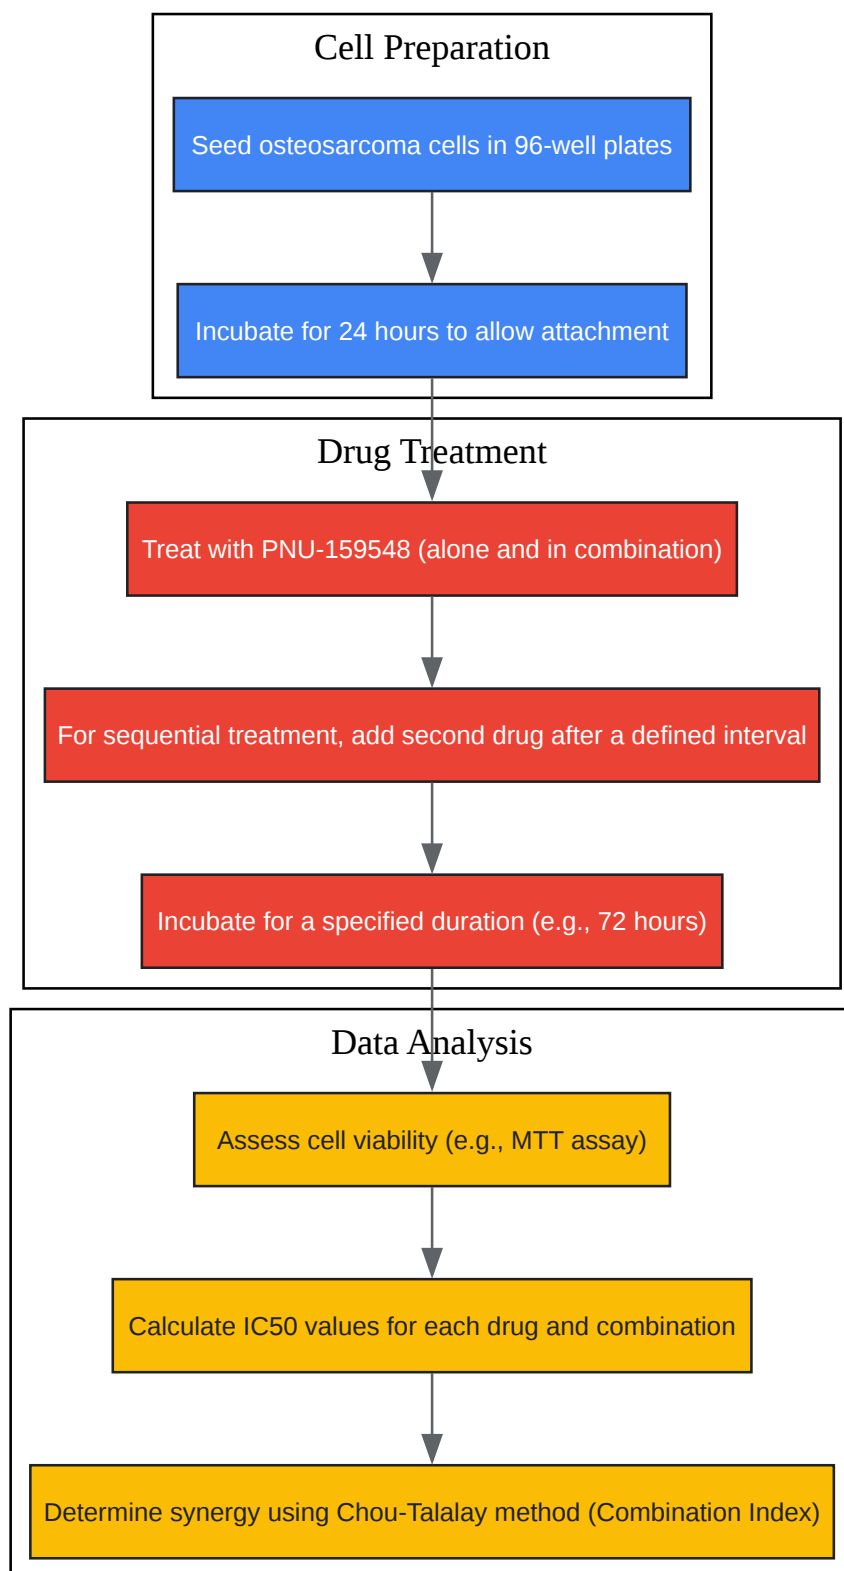 Cell Preparation
Seed osteosarcoma cells in 96-well plates
Incubate for 24 hours to allow attachment
Drug Treatment
Treat with PNU-159548 (alone and in combination)
For sequential treatment, add second drug after a defined interval
Incubate for a specified duration (e.g., 72 hours)
Data Analysis
Assess cell viability (e.g., MTT assay)
Calculate IC50 values for each drug and combination
Determine synergy using Chou-Talalay method (Combination Index)